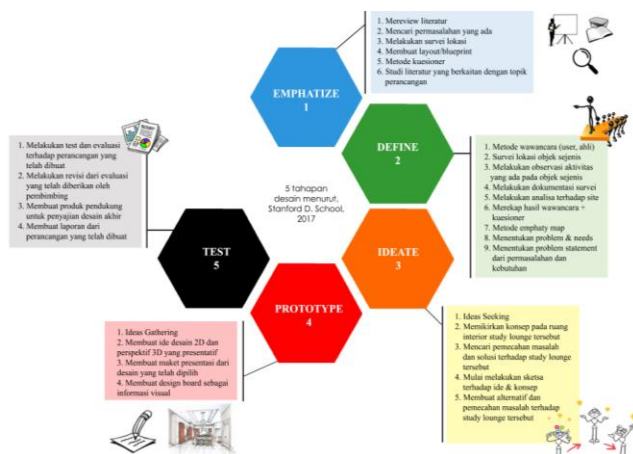 EMPHATIZE
1
1. Mereview literatur
2. Mencari permasalahan yang ada
3. Melakukan survei lokasi
4. Membuat layout/blueprint
5. Metode kuesioner
6. Studi literatur yang berkaitan dengan topik
perancangan
DEFINE
2
1. Metode wawancara (user, ahli)
2. Survei lokasi objek sejenis
3. Melakukan observasi aktivitas
yang ada pada objek sejenis
4. Melakukan dokumentasi survei
5. Melakukan analisa terhadap site
6. Merekap hasil wawancara +
kuesioner
7. Metode emphaty map
8. Menentukan problem & needs
9. Menentukan problem statement
dari permasalahan dan
kebutuhan
5 tahapan
desain menurut,
Stanford D. School,
2017
IDEATE
3
1. Ideas Seeking
2. Memikirkan konsep pada ruang
interior study lounge tersebut
3. Mencari pemecahan masalah
dan solusi terhadap study lounge
tersebut
4. Mulai melakukan sketsa
terhadap ide & konsep
5. Membuat alternatif dan
pemecahan masalah terhadap
study lounge tersebut
PROTOTYPE
4
1. Ideas Gathering
2. Membuat ide desain 2D dan
perspektif 3D yang presentatif
3. Membuat maket presentasi dari
desain yang telah dipilih
4. Membuat design board sebagai
informasi visual
TEST
5
1. Melakukan test dan evaluasi
terhadap perancangan yang
telah dibuat
2. Melakukan revisi dari evaluasi
yang telah diberikan oleh
pembimbing
3. Membuat produk pendukung
untuk penyajian desain akhir
4. Membuat laporan dari
perancangan yang telah dibuat